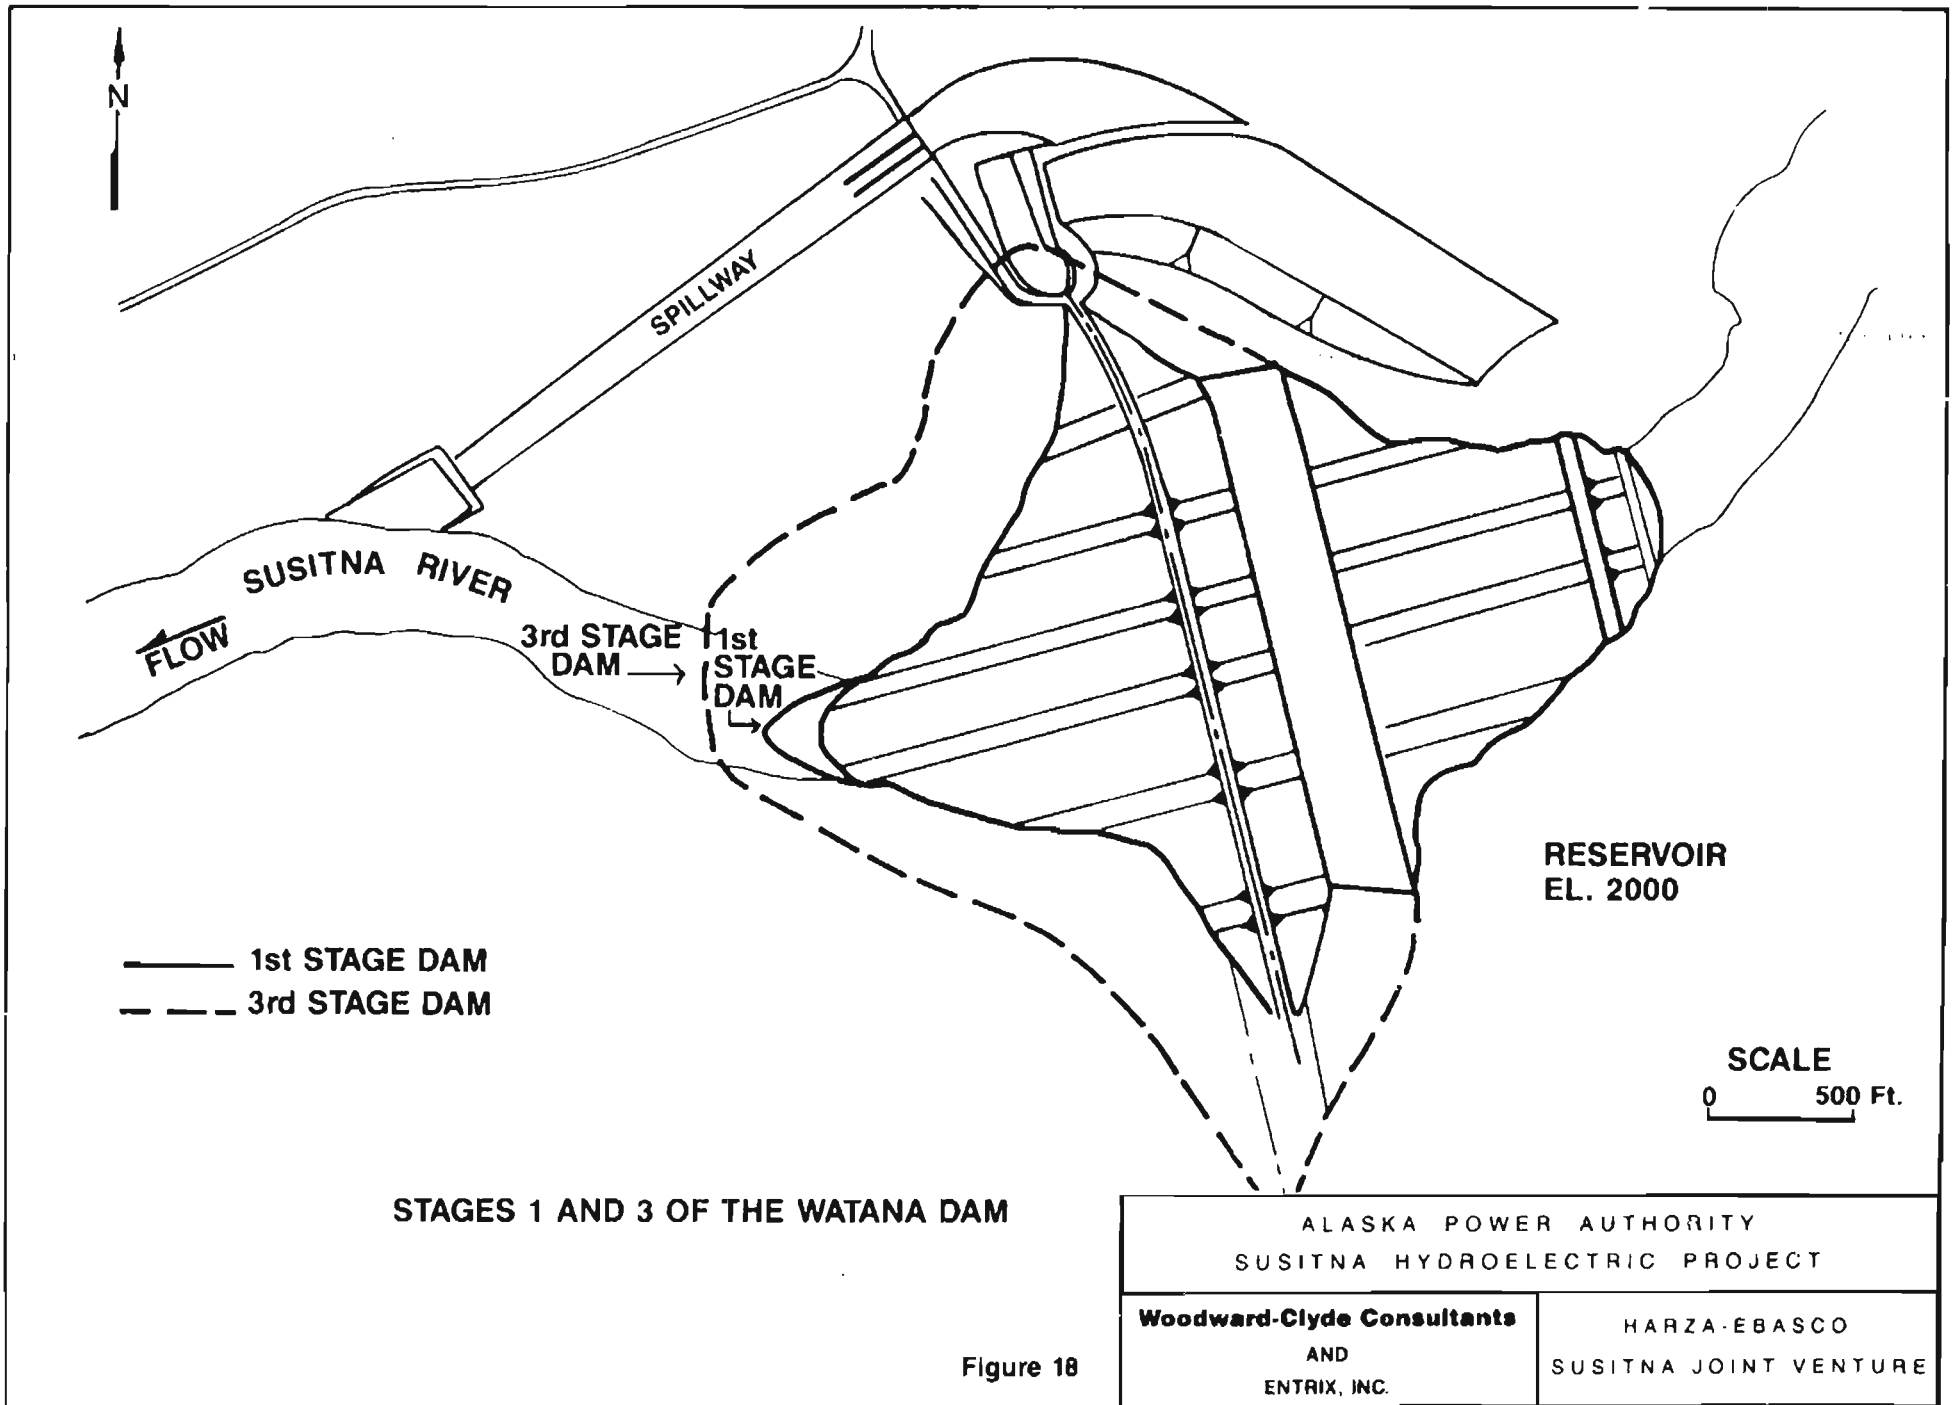 N
SPILLWAY
SUSITNA RIVER
FLOW
3rd STAGE
DAM
1st
STAGE
DAM
RESERVOIR
EL. 2000
1st STAGE DAM
3rd STAGE DAM
SCALE
0 500 Ft.
STAGES 1 AND 3 OF THE WATANA DAM
ALASKA POWER AUTHORITY
SUSITNA HYDROELECTRIC PROJECT
Woodward-Clyde Consultants
AND
ENTRIX, INC.
HARZA-EBASCO
SUSITNA JOINT VENTURE
Figure 18